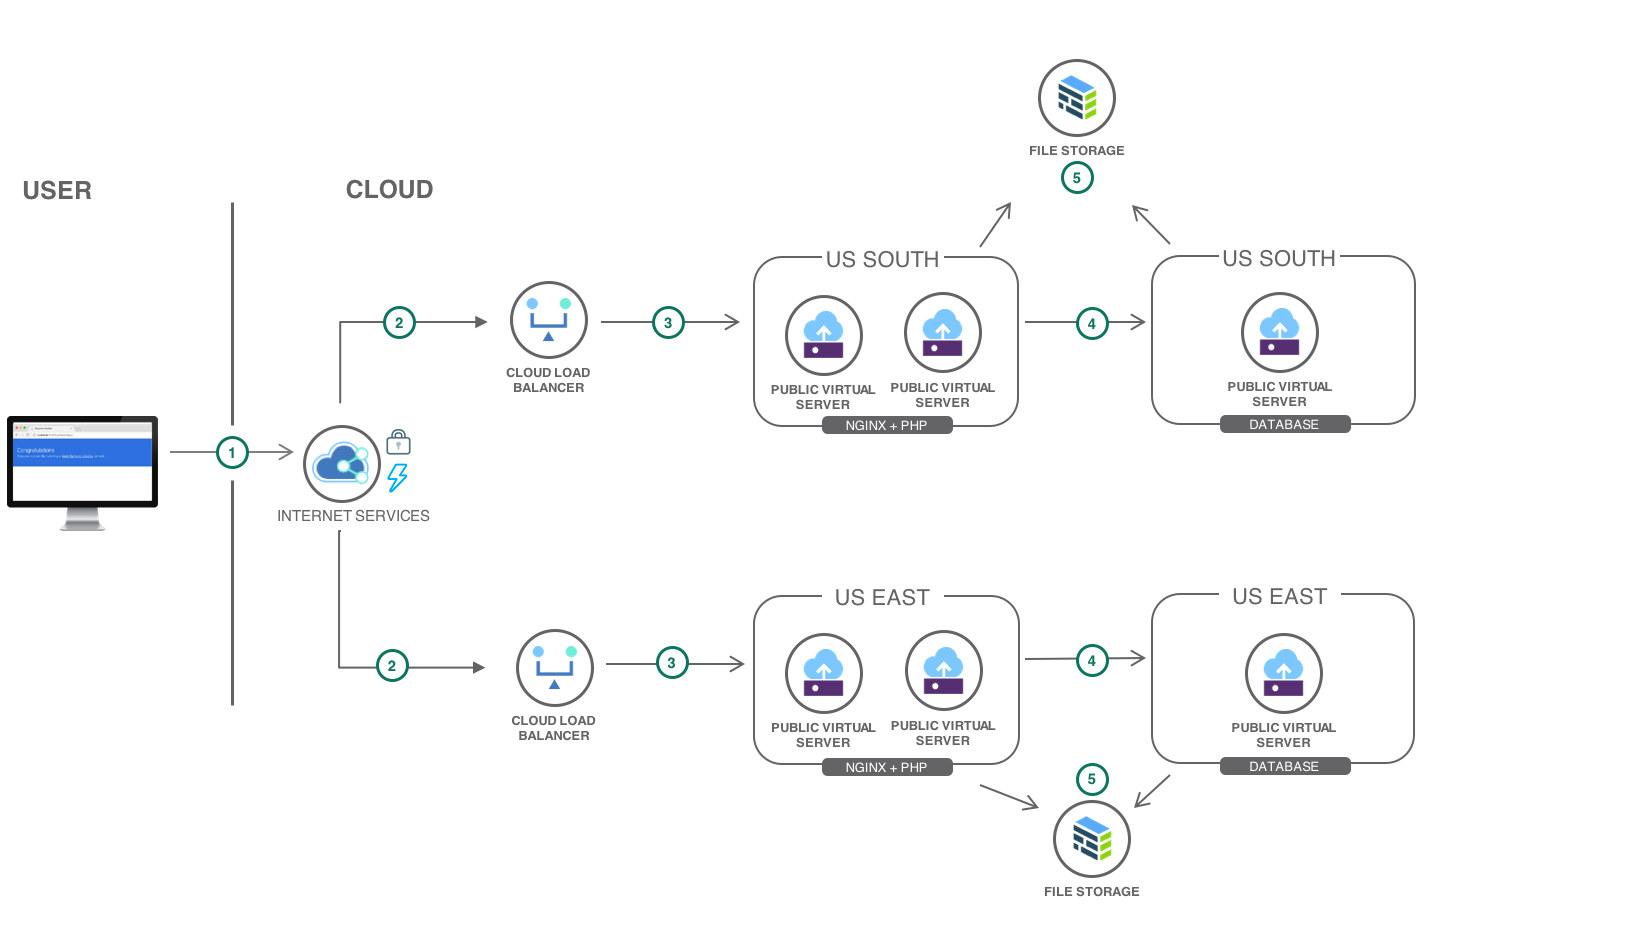 FILE STORAGE
5
USER
CLOUD
US SOUTH
US SOUTH
2
3
4
CLOUD LOAD
BALANCER
PUBLIC VIRTUAL
SERVER
PUBLIC VIRTUAL
SERVER
NGINX + PHP
PUBLIC VIRTUAL
SERVER
DATABASE
Congratulations
1
INTERNET SERVICES
US EAST
US EAST
2
3
4
CLOUD LOAD
BALANCER
PUBLIC VIRTUAL
SERVER
PUBLIC VIRTUAL
SERVER
NGINX + PHP
PUBLIC VIRTUAL
SERVER
DATABASE
5
FILE STORAGE